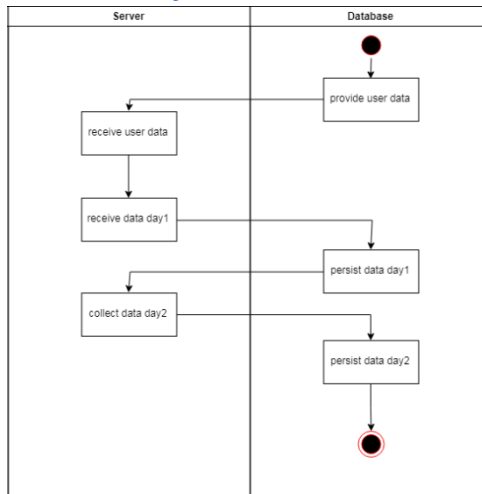 Server
Database
provide user data
receive user data
receive data day1
persist data day1
collect data day2
persist data day2